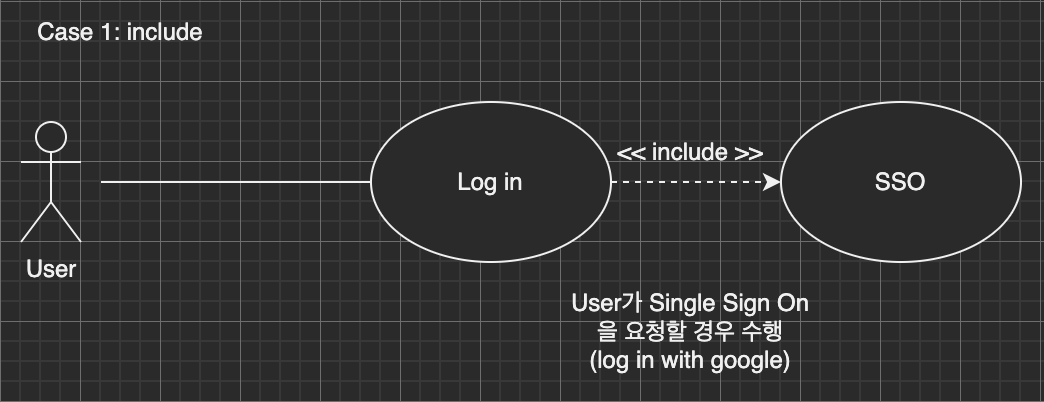 Case 1: include
User
Log in
<< include >>
SSO
User가 Single Sign On
을 요청할 경우 수행
(log in with google)